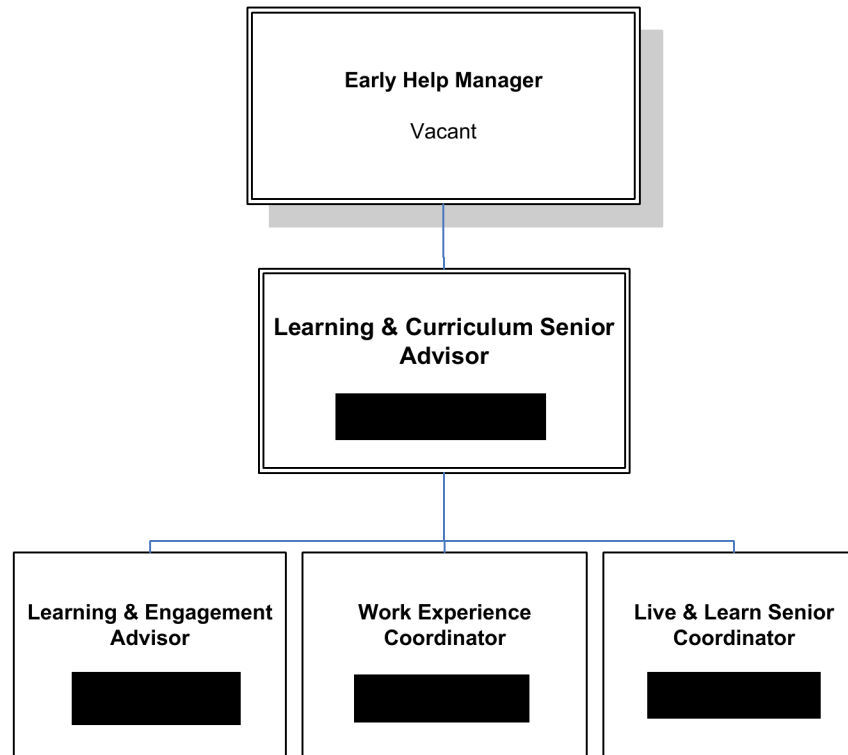 Early Help Manager
Vacant
Learning & Curriculum Senior
Advisor
Learning & Engagement
Advisor
Work Experience
Coordinator
Live & Learn Senior
Coordinator